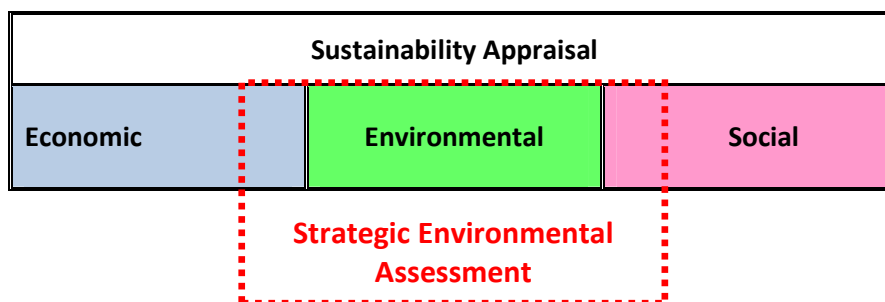 Sustainability Appraisal
Economic
Environmental
Social
Strategic Environmental
Assessment